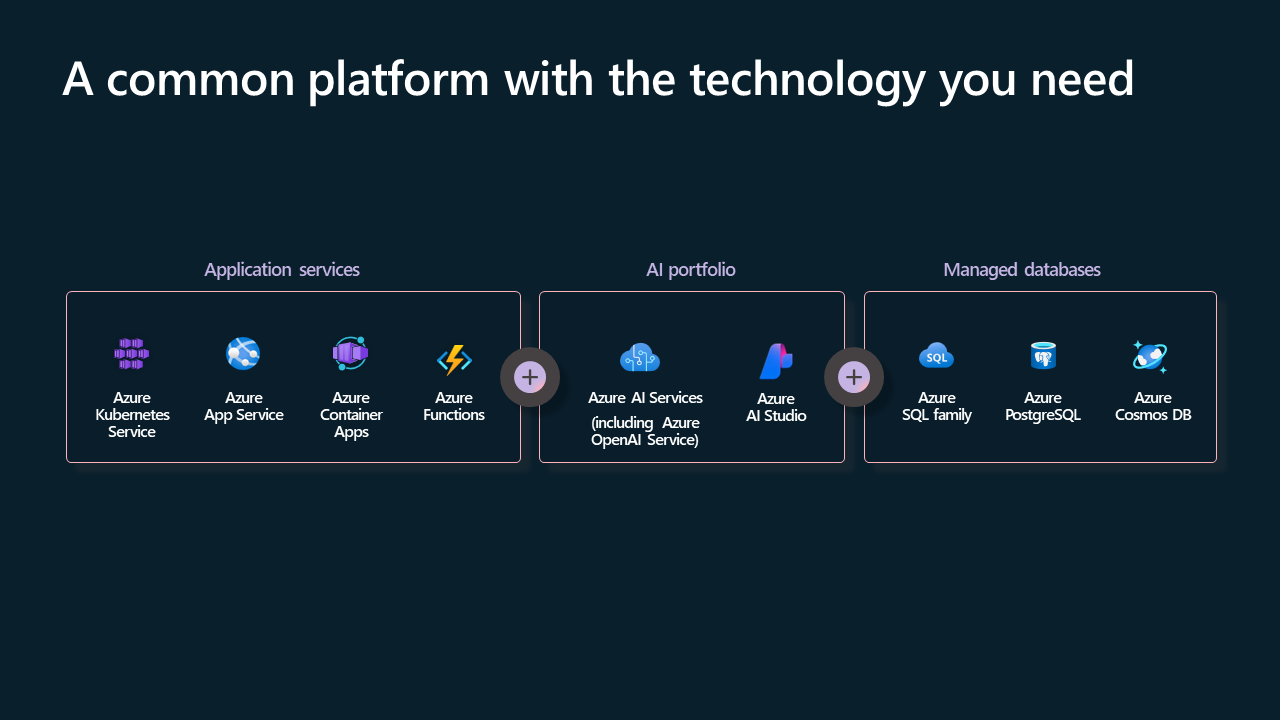 A common platform with the technology you need
Application services
Azure
Kubernetes
Service
Azure
App Service
Azure
Container
Apps
Azure
Functions
AI portfolio
Azure AI Services
(including Azure
OpenAI Service)
Azure
AI Studio
Managed databases
SQL
Azure
SQL family
Azure
PostgreSQL
Azure
Cosmos DB